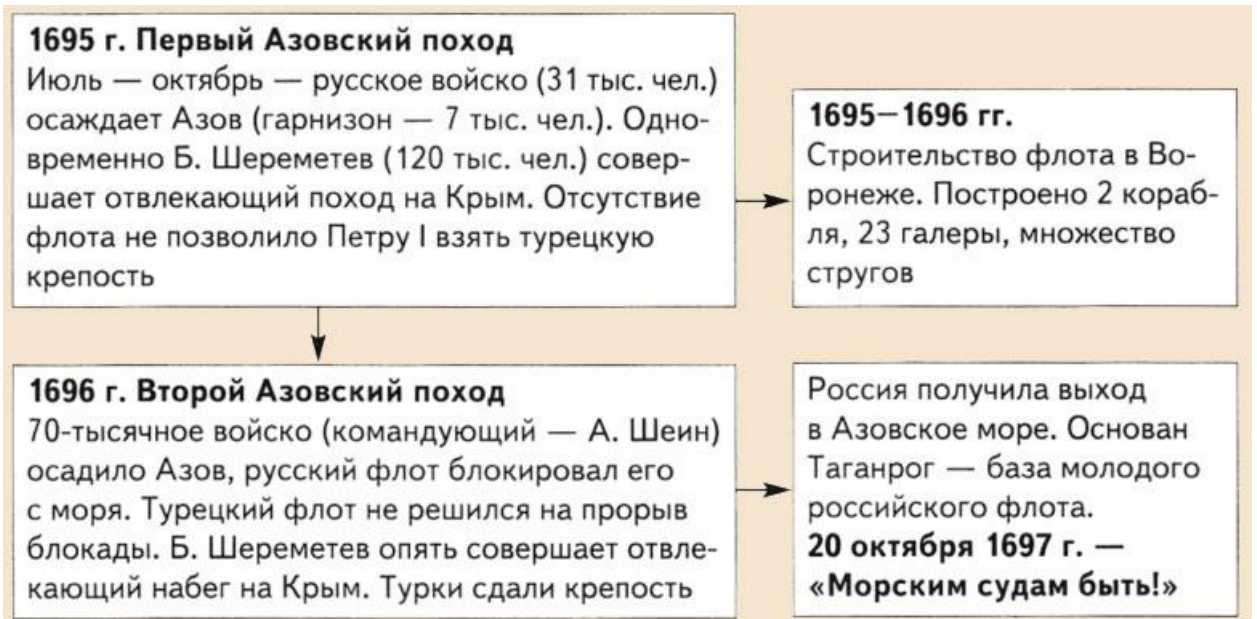 1695 г. Первый Азовский поход
Июль — октябрь — русское войско (31 тыс. чел.)
осаждает Азов (гарнизон — 7 тыс. чел.). Одно-
временно Б. Шереметев (120 тыс. чел.) совер-
шает отвлекающий поход на Крым. Отсутствие
флота не позволило Петру I взять турецкую
крепость
1695—1696 гг.
Строительство флота в Во-
ронеже. Построено 2 кораб-
ля, 23 галеры, множество
стругов
1696 г. Второй Азовский поход
70-тысячное войско (командующий — А. Шеин)
осадило Азов, русский флот блокировал его
с моря. Турецкий флот не решился на прорыв
блокады. Б. Шереметев опять совершает отвле-
кающий набег на Крым. Турки сдали крепость
Россия получила выход
в Азовское море. Основан
Таганрог — база молодого
российского флота.
20 октября 1697 г. —
«Морским судам быть!»